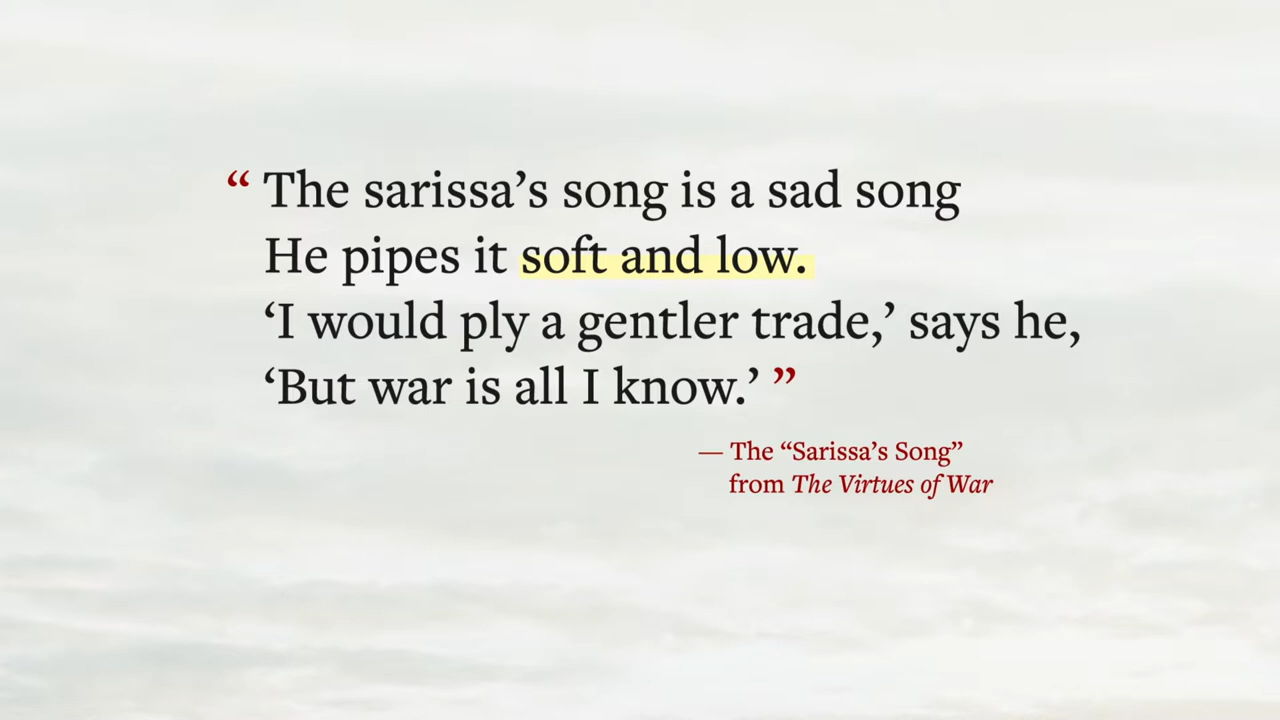 “ The sarissa’s song is a sad song
He pipes it soft and low.
‘I would ply a gentler trade,’ says he,
‘But war is all I know.’ ”
— The “Sarissa’s Song”
from The Virtues of War